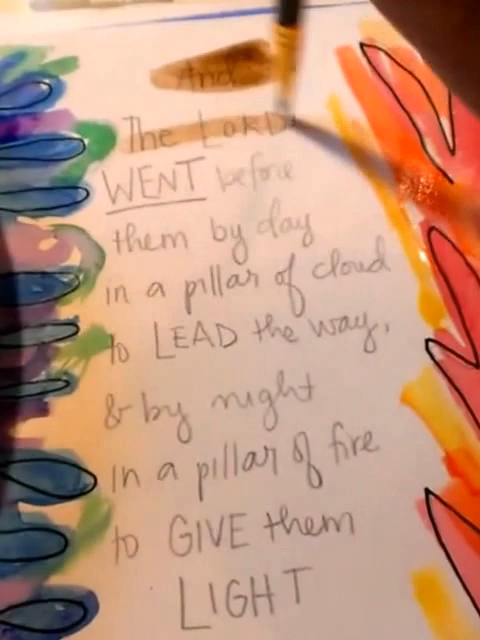 And
The LORD
WENT before
them by day
in a pillar of cloud
to LEAD the way,
& by night
in a pillar of fire
to GIVE them
LIGHT